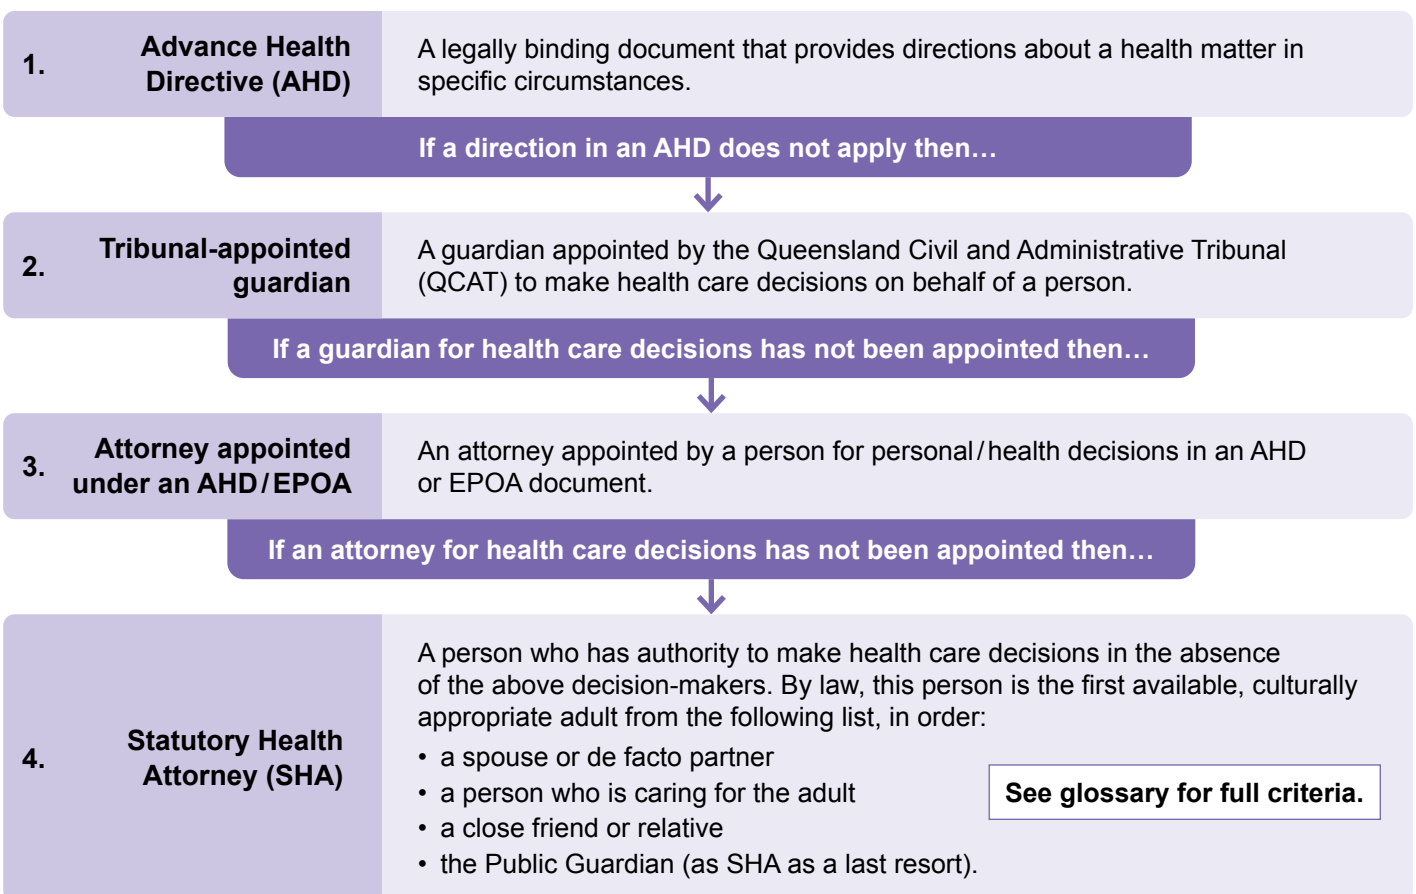 1.
Advance Health
Directive (AHD)
A legally binding document that provides directions about a health matter in
specific circumstances.
If a direction in an AHD does not apply then…
2.
Tribunal-appointed
guardian
A guardian appointed by the Queensland Civil and Administrative Tribunal
(QCAT) to make health care decisions on behalf of a person.
If a guardian for health care decisions has not been appointed then…
3.
Attorney appointed
under an AHD/EPOA
An attorney appointed by a person for personal/health decisions in an AHD
or EPOA document.
If an attorney for health care decisions has not been appointed then…
4.
Statutory Health
Attorney (SHA)
A person who has authority to make health care decisions in the absence
of the above decision-makers. By law, this person is the first available, culturally
appropriate adult from the following list, in order:
• a spouse or de facto partner
• a person who is caring for the adult
• a close friend or relative
• the Public Guardian (as SHA as a last resort).
See glossary for full criteria.